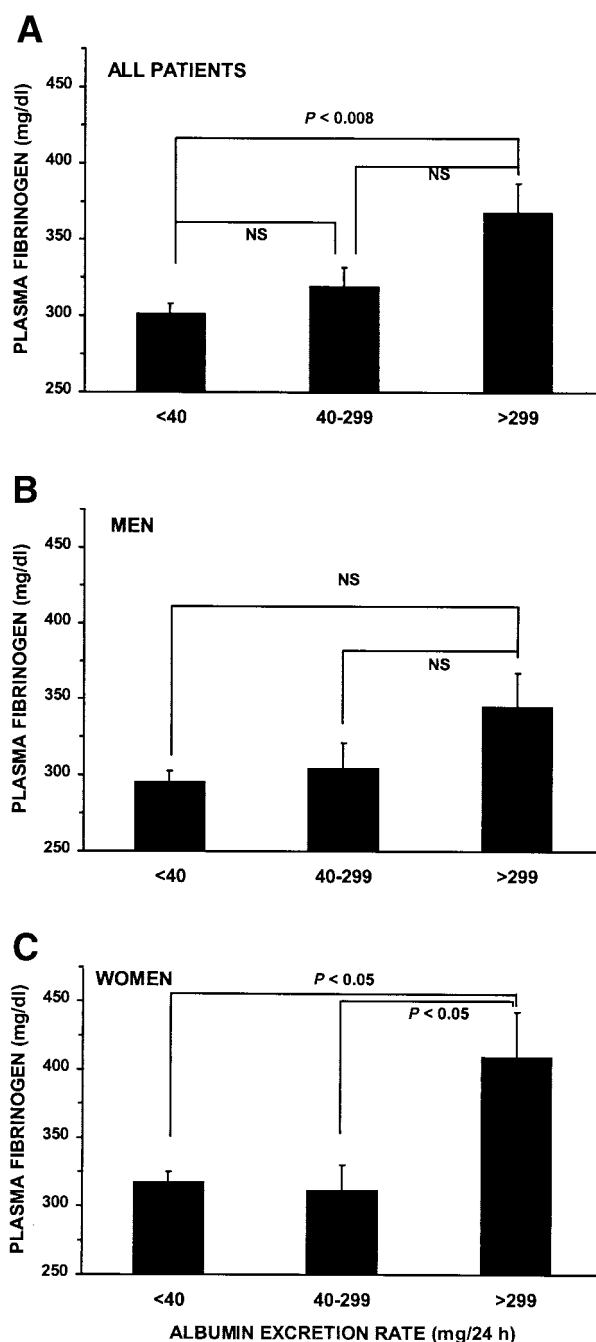 A
ALL PATIENTS
PLASMA FIBRINOGEN (mg/dl)
450
400
350
300
250
P < 0.008
NS
NS
<40 40-299 >299
B
MEN
PLASMA FIBRINOGEN (mg/dl)
450
400
350
300
250
NS
NS
<40 40-299 >299
C
WOMEN
PLASMA FIBRINOGEN (mg/dl)
450
400
350
300
250
P < 0.05
P < 0.05
<40 40-299 >299
ALBUMIN EXCRETION RATE (mg/24 h)